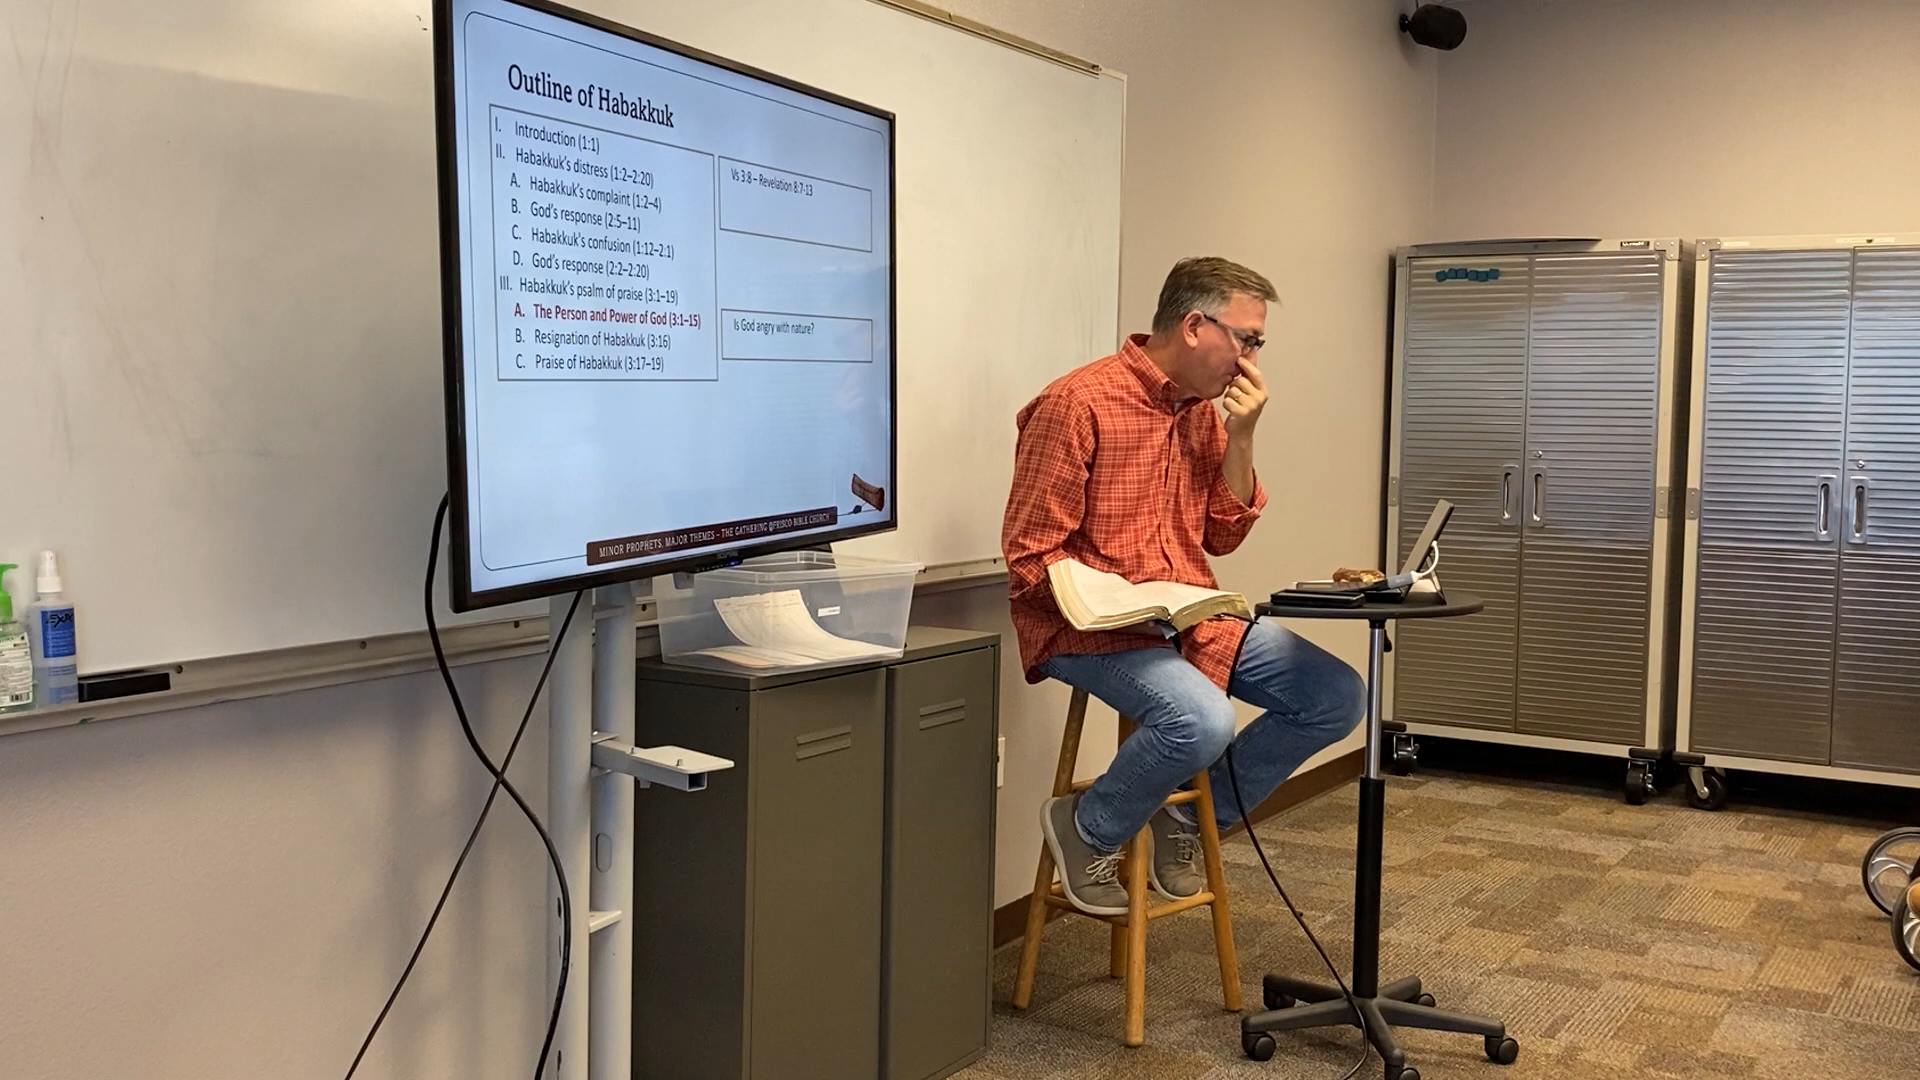 Outline of Habakkuk
I. Introduction (1:1)
II. Habakkuk's distress (1:2–2:20)
A. Habakkuk's complaint (1:2–4)
B. God's response (2:5–11)
C. Habakkuk's confusion (1:12–2:1)
D. God's response (2:2–2:20)
III. Habakkuk's psalm of praise (3:1–19)
A. The Person and Power of God (3:1–15)
B. Resignation of Habakkuk (3:16)
C. Praise of Habakkuk (3:17–19)
Vs 3:8 – Revelation 8:7-13
Is God angry with nature?
MINOR PROPHETS, MAJOR THEMES – THE GATHERING @FRISCO BIBLE CHURCH
EXPO